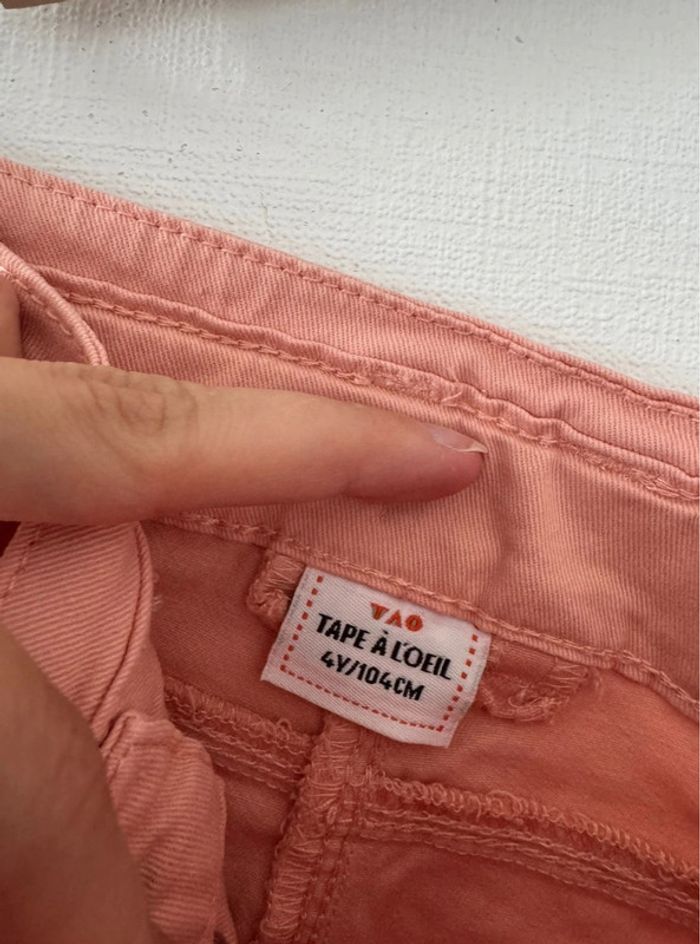 TAO
TAPE À L'OEIL
4Y/104CM